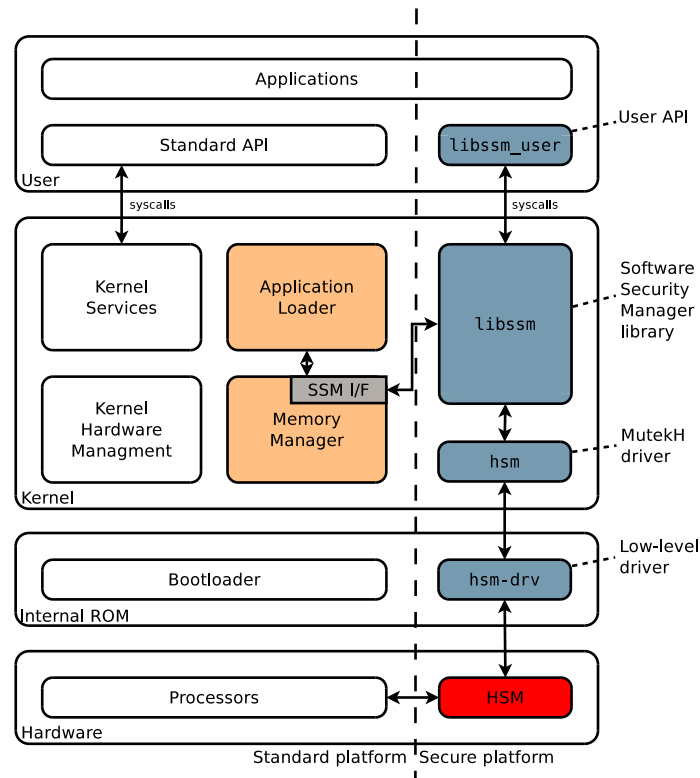 Applications
User API
Standard API
libssm_user
User
syscalls
syscalls
Kernel
Services
Application
Loader
libssm
Software
Security
Manager
library
SSM I/F
Kernel
Hardware
Managment
Memory
Manager
hsm
MutekH
driver
Kernel
Bootloader
hsm-drv
Low-level
driver
Internal ROM
Processors
HSM
Hardware
Standard platform
Secure platform